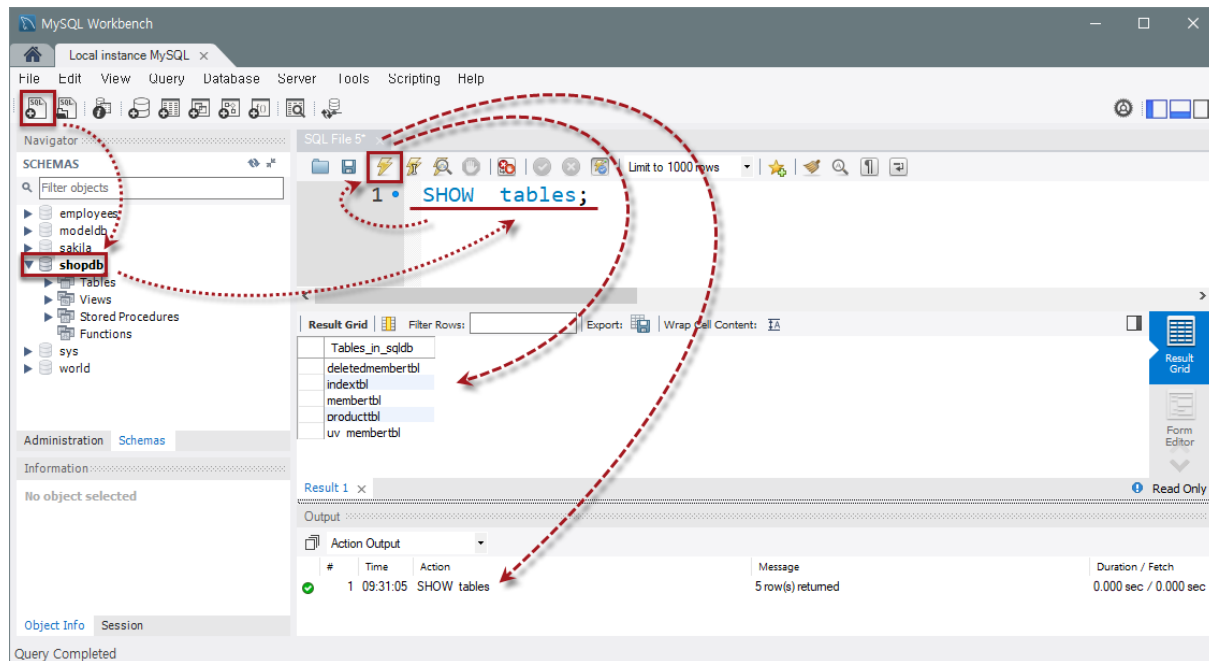 MySQL Workbench
Local instance MySQL
File Edit View Query Database Server Tools Scripting Help
SQL SQL
Navigator
SQL File 5*
SCHEMAS
Limit to 1000 rows
Filter objects
1 SHOW tables;
employees
modeldb
sakila
shopdb
Tables
Views
Stored Procedures
Functions
sys
world
Result Grid Filter Rows: Export: Wrap Cell Content: IA
Tables_in_sqldb
deletedmembertbl
indextbl
membertbl
producttbl
uv_membertbl
Result
Grid
Form
Editor
Administration Schemas
Information
No object selected
Result 1 Read Only
Output
Action Output
# Time Action Message Duration / Fetch
1 09:31:05 SHOW tables 5 row(s) returned 0.000 sec / 0.000 sec
Object Info Session
Query Completed